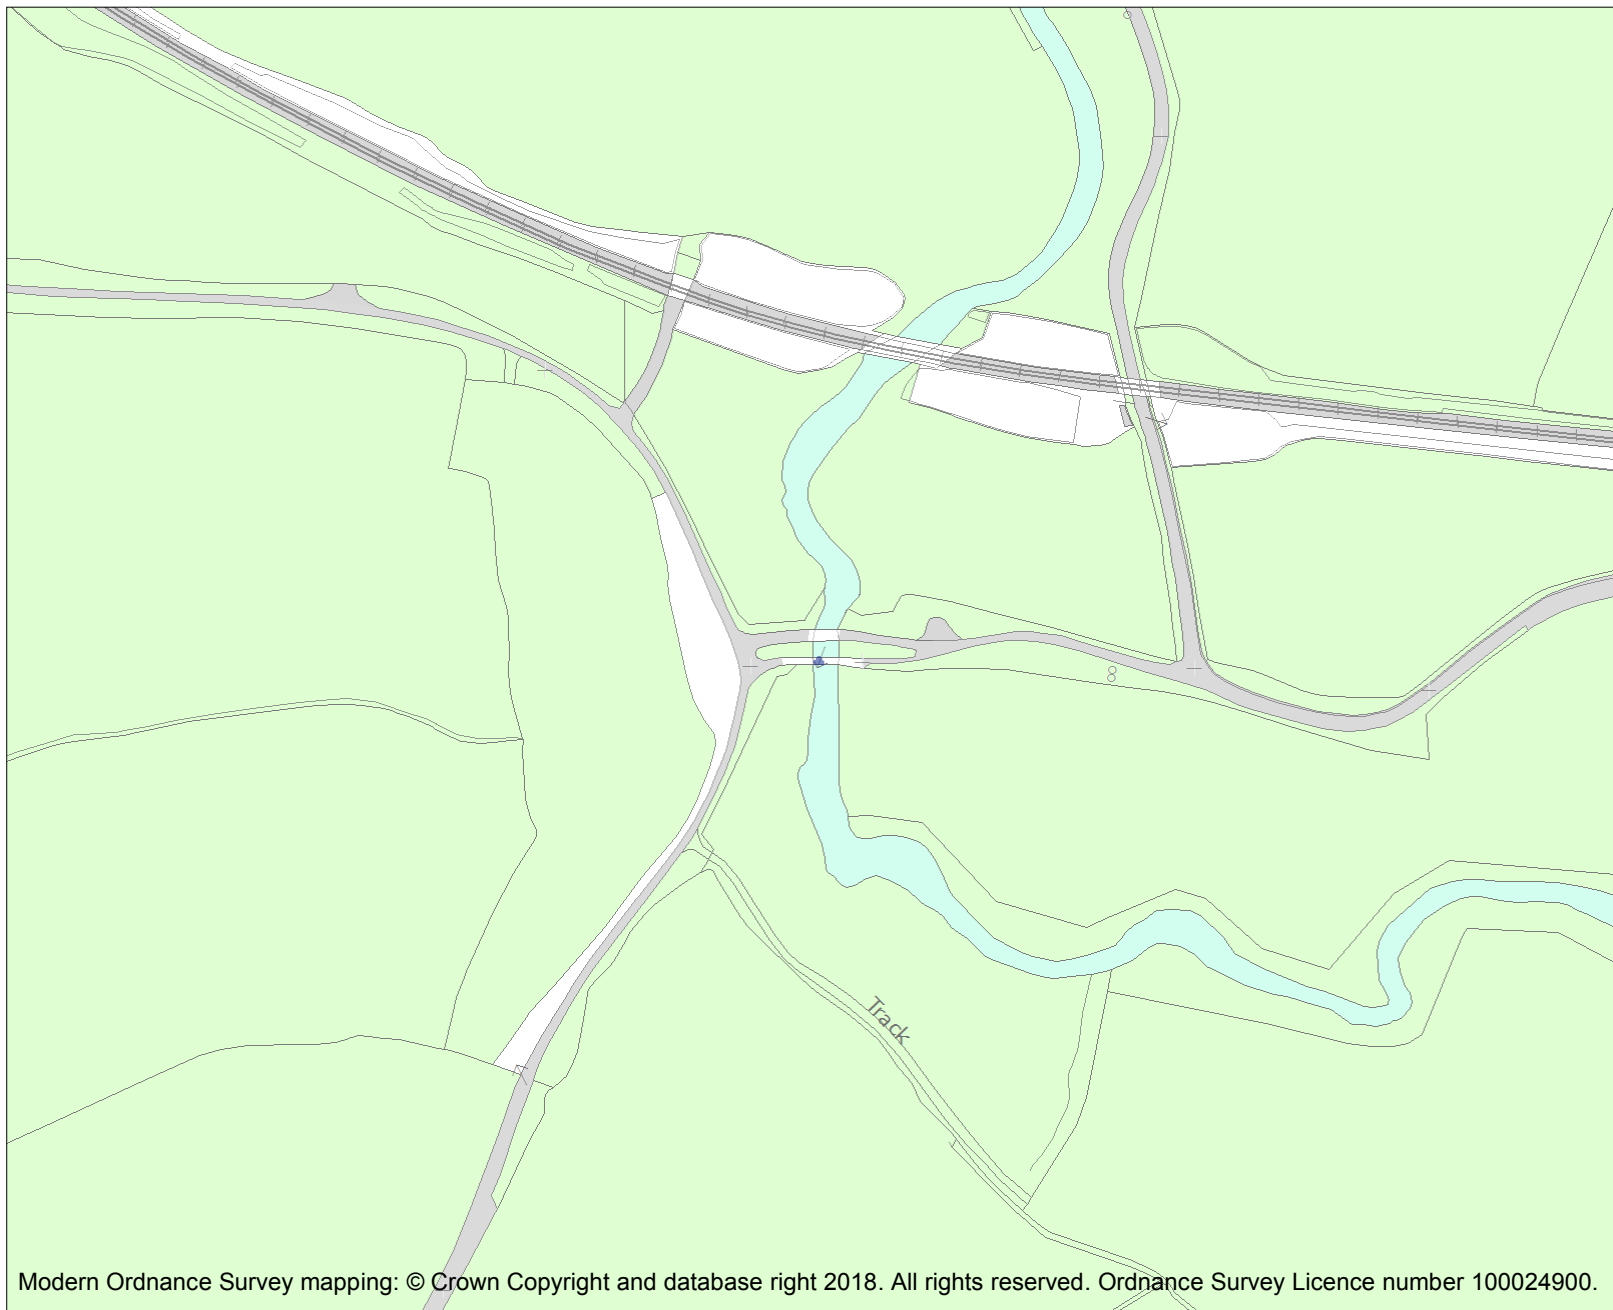 Track
Modern Ordnance Survey mapping: © Crown Copyright and database right 2018. All rights reserved. Ordnance Survey Licence number 100024900.